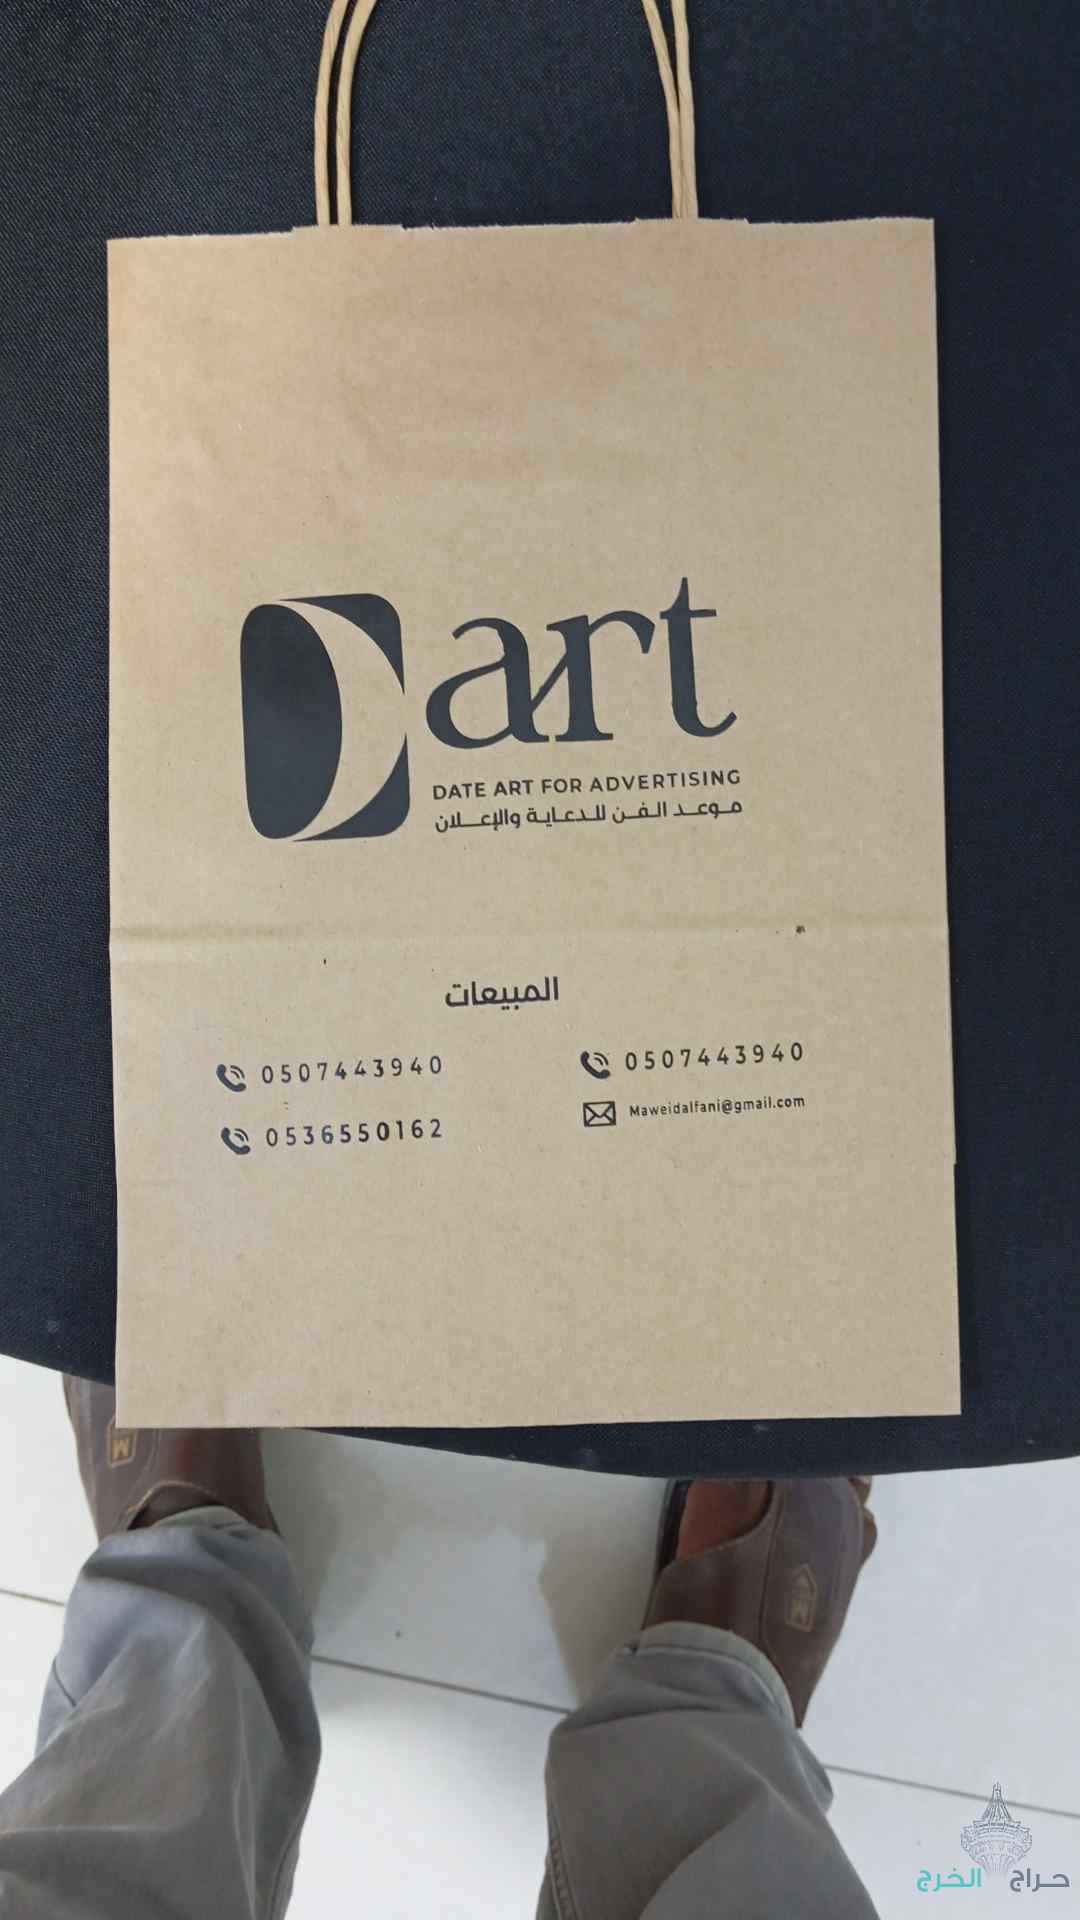 D art
DATE ART FOR ADVERTISING
موعد الفن للدعاية والإعلان
المبيعات
0507443940
0507443940
0536550162
Maweidalfani@gmail.com
M
حراج الخرج